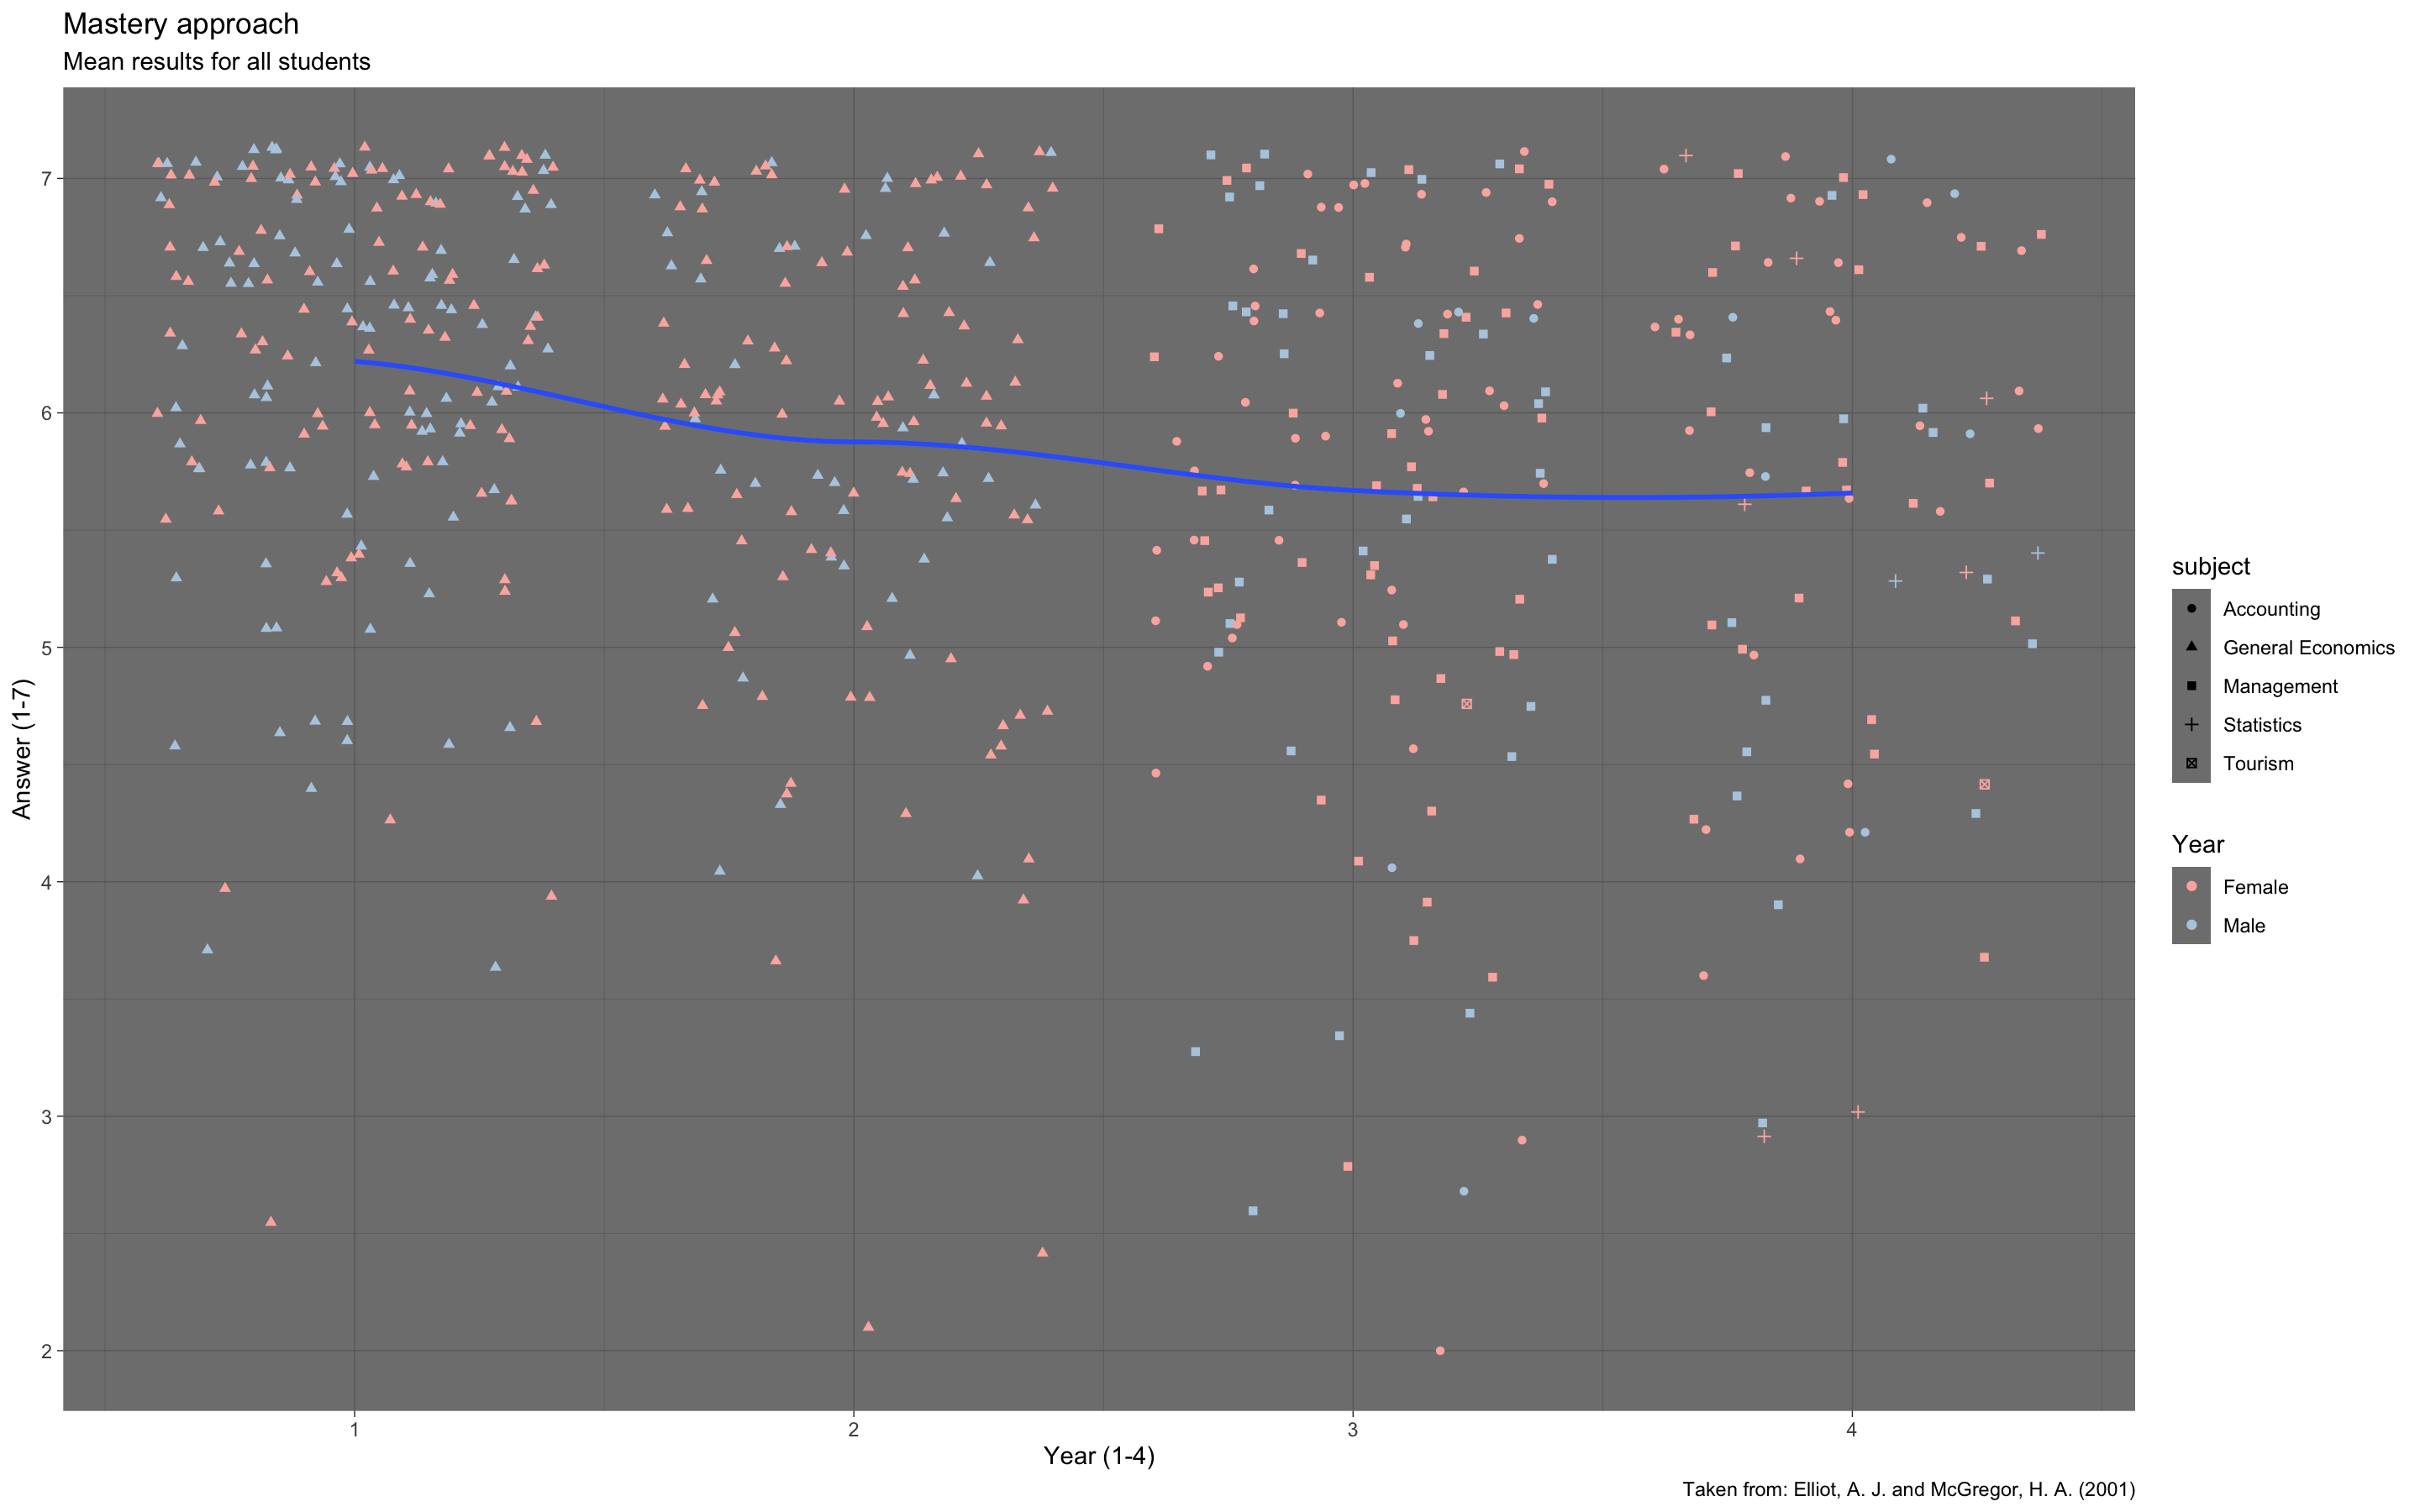 Mastery approach
Mean results for all students
Answer (1-7)
7
6
5
4
3
2
1
2
3
4
Year (1-4)
subject
Accounting
General Economics
Management
Statistics
Tourism
Year
Female
Male
Taken from: Elliot, A. J. and McGregor, H. A. (2001)